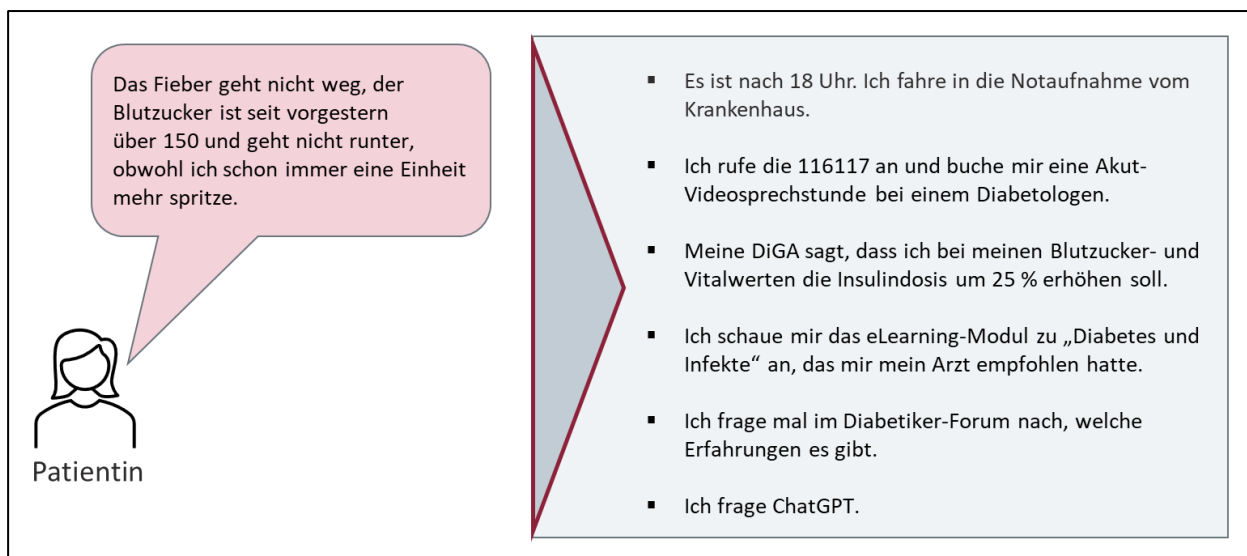 Das Fieber geht nicht weg, der
Blutzucker ist seit vorgestern
über 150 und geht nicht runter,
obwohl ich schon immer eine Einheit
mehr spritze.
Patientin
▪ Es ist nach 18 Uhr. Ich fahre in die Notaufnahme vom
Krankenhaus.
▪ Ich rufe die 116117 an und buche mir eine Akut-
Videosprechstunde bei einem Diabetologen.
▪ Meine DiGA sagt, dass ich bei meinen Blutzucker- und
Vitalwerten die Insulindosis um 25 % erhöhen soll.
▪ Ich schaue mir das eLearning-Modul zu „Diabetes und
Infekte“ an, das mir mein Arzt empfohlen hatte.
▪ Ich frage mal im Diabetiker-Forum nach, welche
Erfahrungen es gibt.
▪ Ich frage ChatGPT.